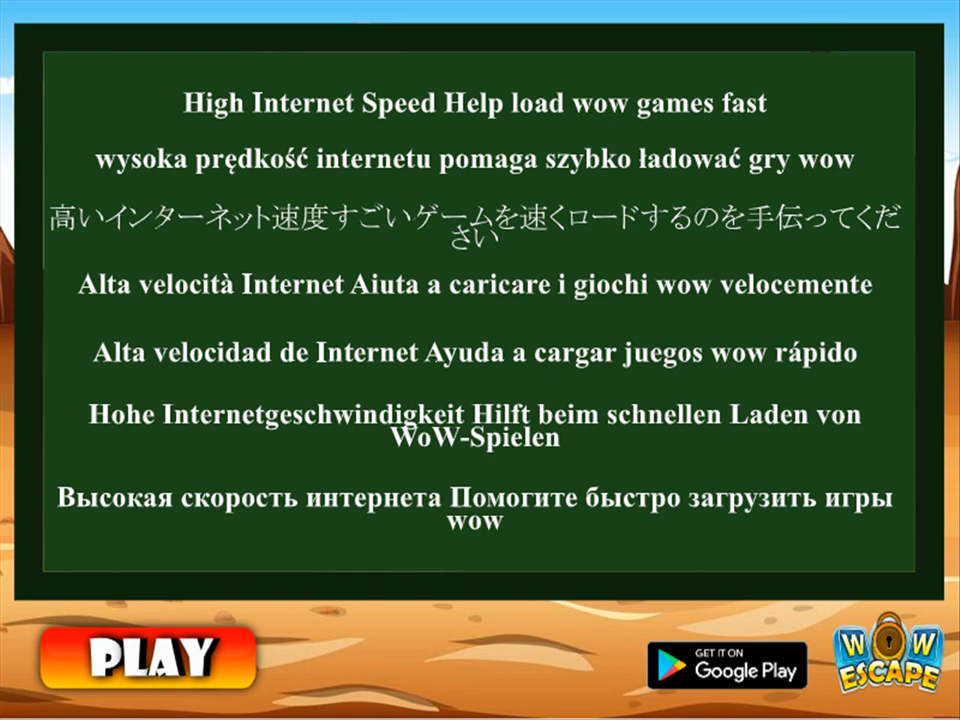 High Internet Speed Help load wow games fast
wysoka prędkość internetu pomaga szybko ładować gry wow
高いインターネット速度すごいゲームを速くロードするのを手伝ってくだ
さい
Alta velocità Internet Aiuta a caricare i giochi wow velocemente
Alta velocidad de Internet Ayuda a cargar juegos wow rápido
Hohe Internetgeschwindigkeit Hilft beim schnellen Laden von
WoW-Spielen
Высокая скорость интернета Помогите быстро загрузить игры
wow
PLAY
GET IT ON
Google Play
WOW
ESCAPE